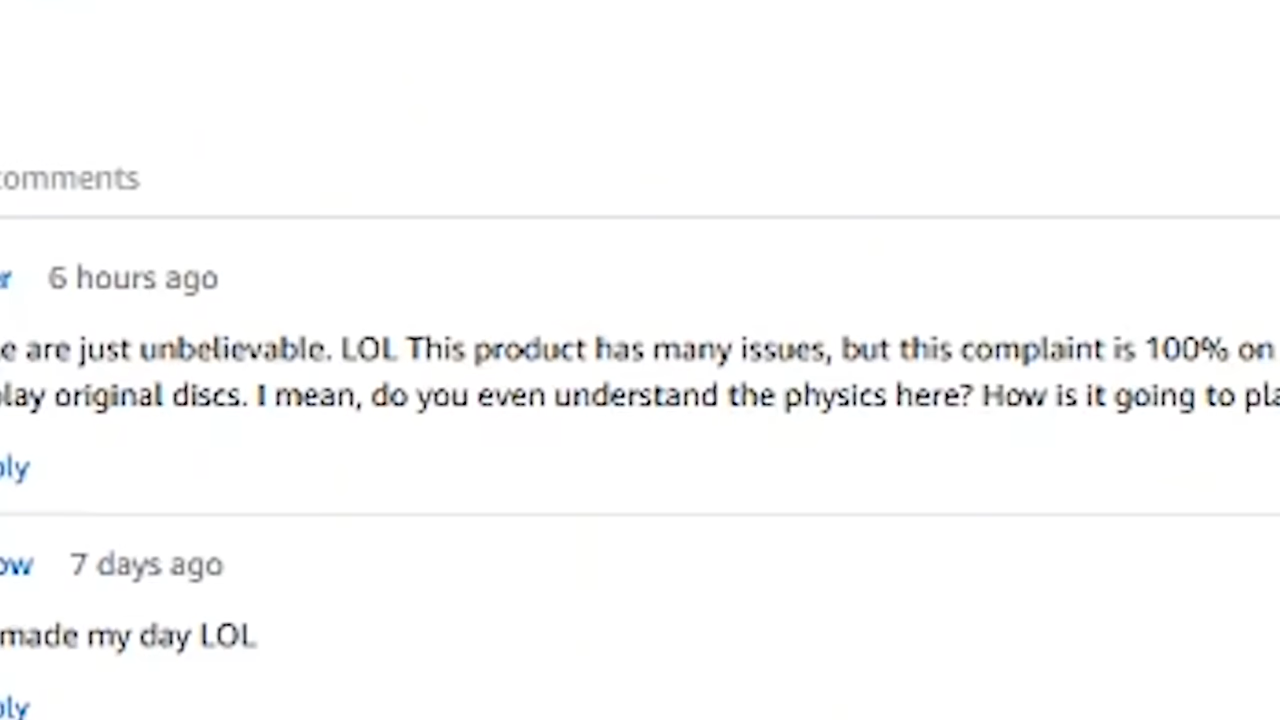 comments
r 6 hours ago
e are just unbelievable. LOL This product has many issues, but this complaint is 100% on
lay original discs. I mean, do you even understand the physics here? How is it going to pla
ply
ow 7 days ago
made my day LOL
ply